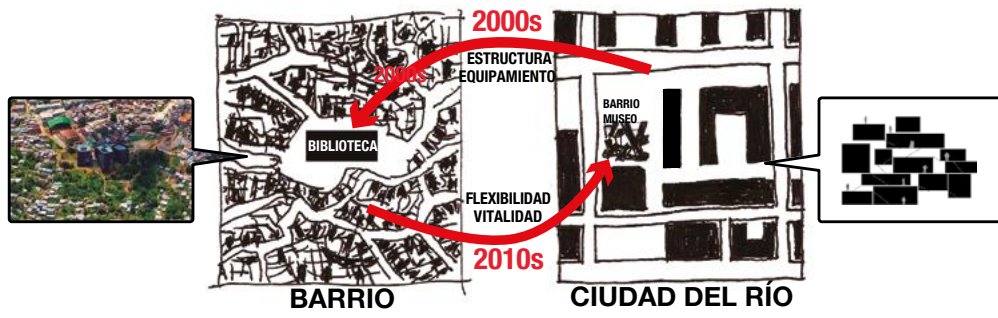 2000s
ESTRUCTURA
EQUIPAMIENTO
2000s
BIBLIOTECA
BARRIO
MUSEO
FLEXIBILIDAD
VITALIDAD
2010s
BARRIO
CIUDAD DEL RÍO